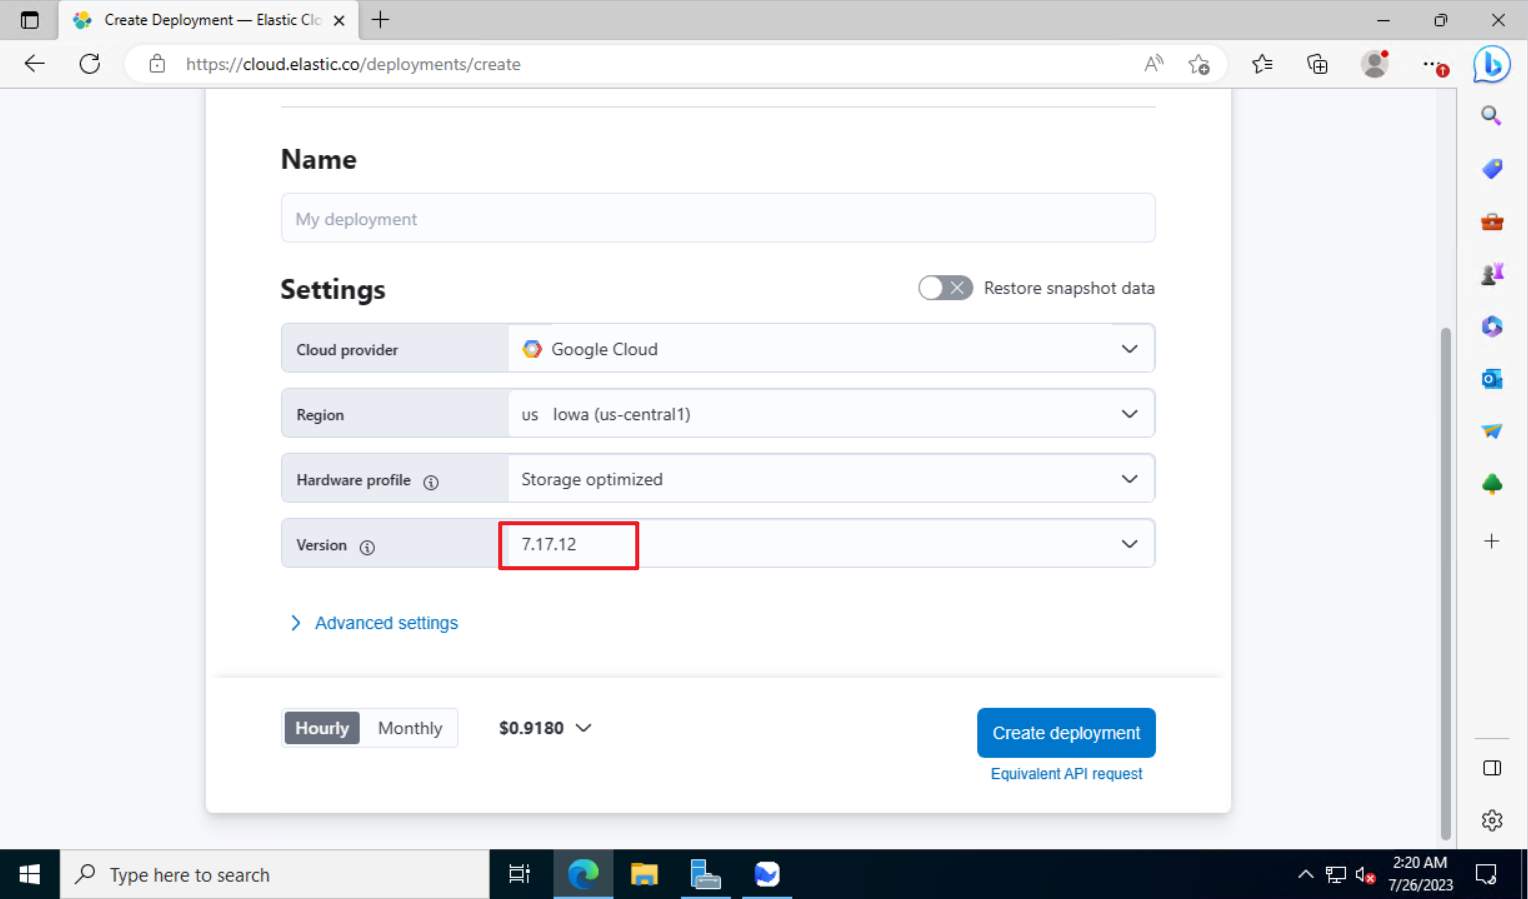 Create Deployment — Elastic Clo
https://cloud.elastic.co/deployments/create
Name
My deployment
Settings
Restore snapshot data
Cloud provider
Google Cloud
Region
us Iowa (us-central1)
Hardware profile
Storage optimized
Version
7.17.12
Advanced settings
Hourly Monthly $0.9180
Create deployment
Equivalent API request
Type here to search
2:20 AM
7/26/2023